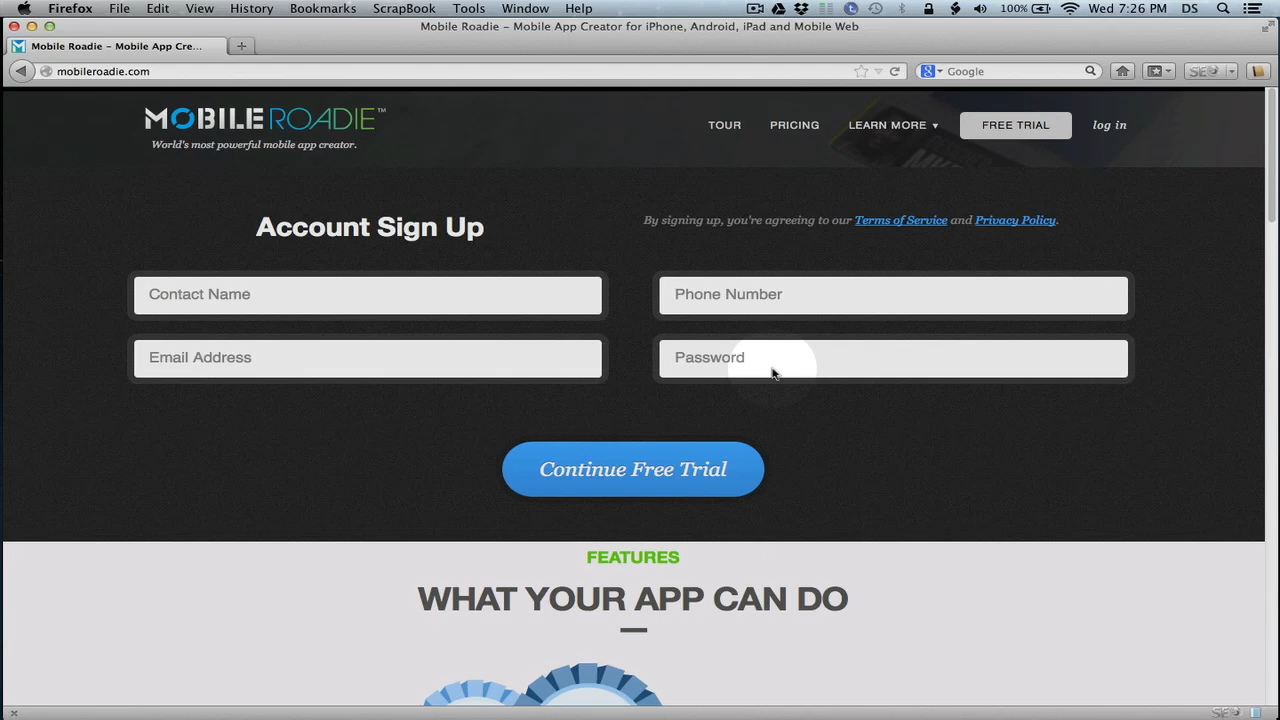 Firefox File Edit View History Bookmarks ScrapBook Tools Window Help 100% Wed 7:26 PM DS
Mobile Roadie – Mobile App Creator for iPhone, Android, iPad and Mobile Web
Mobile Roadie – Mobile App Cre...
mobileroadie.com
Google
MOBILE ROADIE™
World's most powerful mobile app creator.
TOUR PRICING LEARN MORE ▾ FREE TRIAL log in
Account Sign Up
By signing up, you're agreeing to our Terms of Service and Privacy Policy.
Contact Name
Phone Number
Email Address
Password
Continue Free Trial
FEATURES
WHAT YOUR APP CAN DO